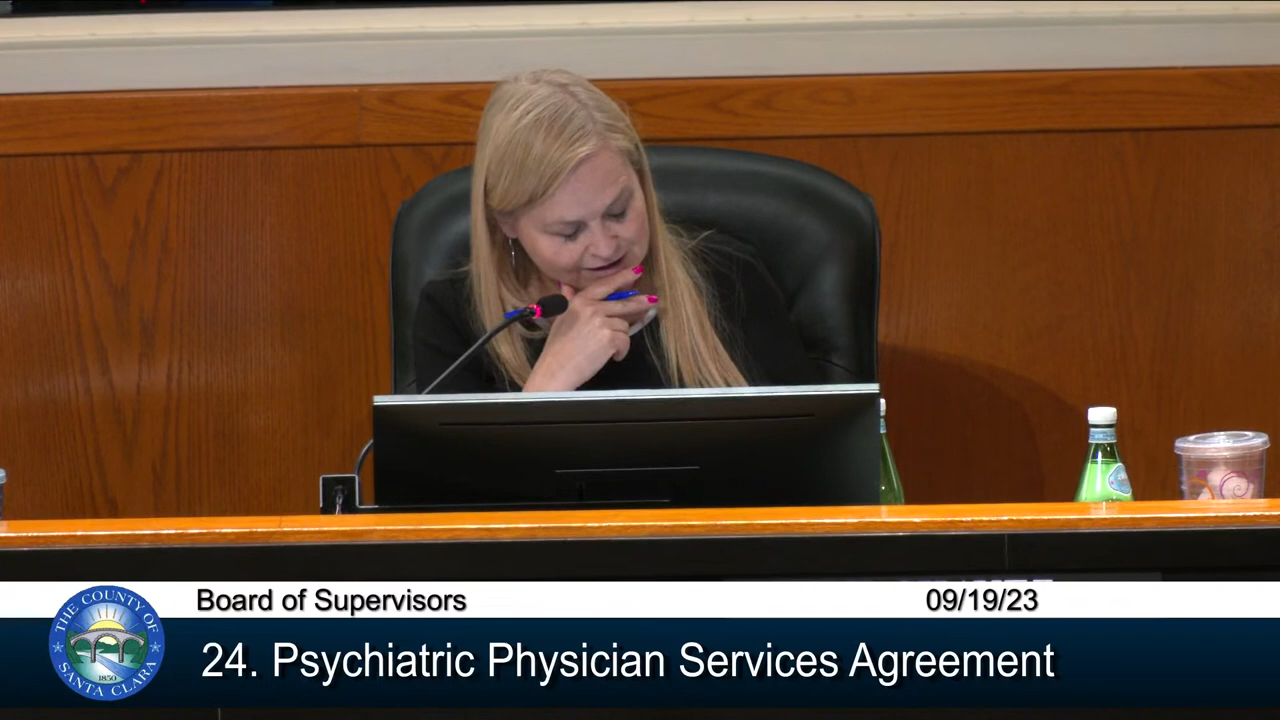 Board of Supervisors
09/19/23
THE COUNTY OF
SANTA CLARA
1850
24. Psychiatric Physician Services Agreement